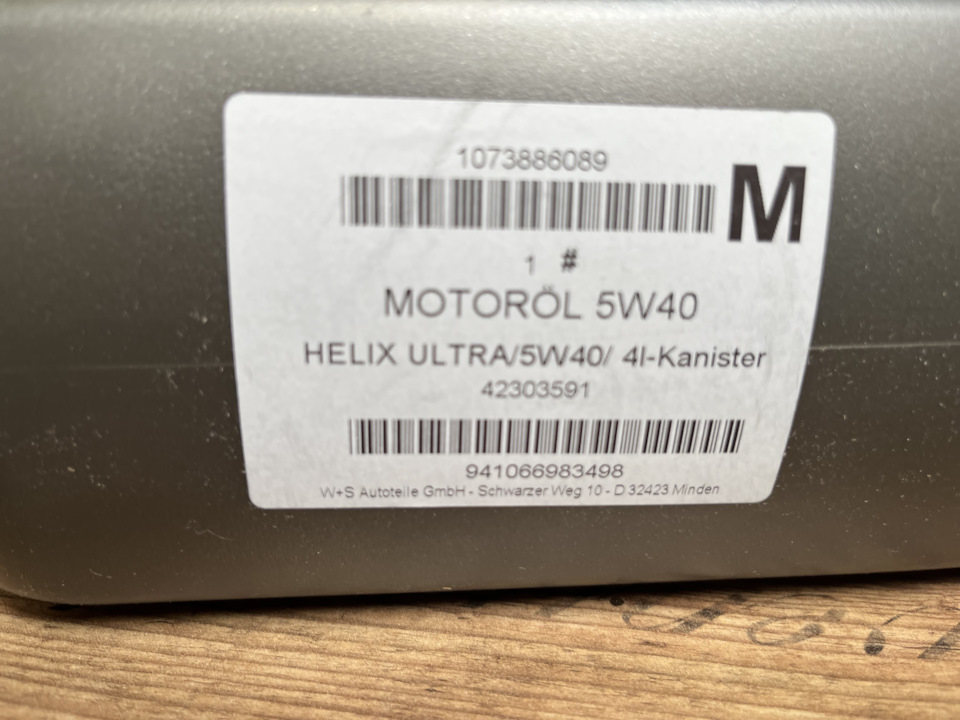 1073886089
M
1 #
MOTORÖL 5W40
HELIX ULTRA/5W40/ 4l-Kanister
42303591
941066983498
W+S Autoteile GmbH - Schwarzer Weg 10 - D 32423 Minden